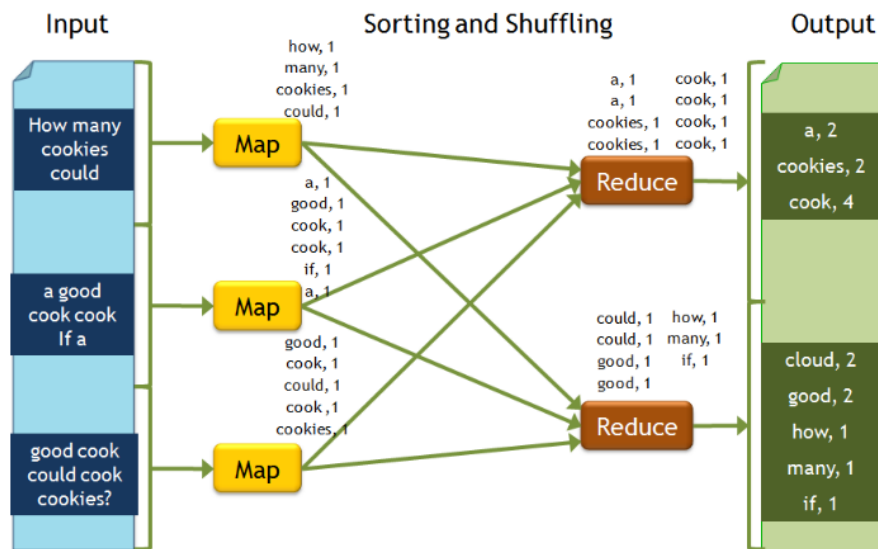 Input
Sorting and Shuffling
Output
How many
cookies
could
a good
cook cook
If a
good cook
could cook
cookies?
how, 1
many, 1
cookies, 1
could, 1
Map
a, 1
good, 1
cook, 1
cook, 1
if, 1
a, 1
Map
good, 1
cook, 1
could, 1
cook ,1
cookies, 1
Map
a, 1
a, 1
cookies, 1
cookies, 1
cook, 1
cook, 1
cook, 1
cook, 1
Reduce
could, 1
could, 1
good, 1
good, 1
how, 1
many, 1
if, 1
Reduce
a, 2
cookies, 2
cook, 4
cloud, 2
good, 2
how, 1
many, 1
if, 1